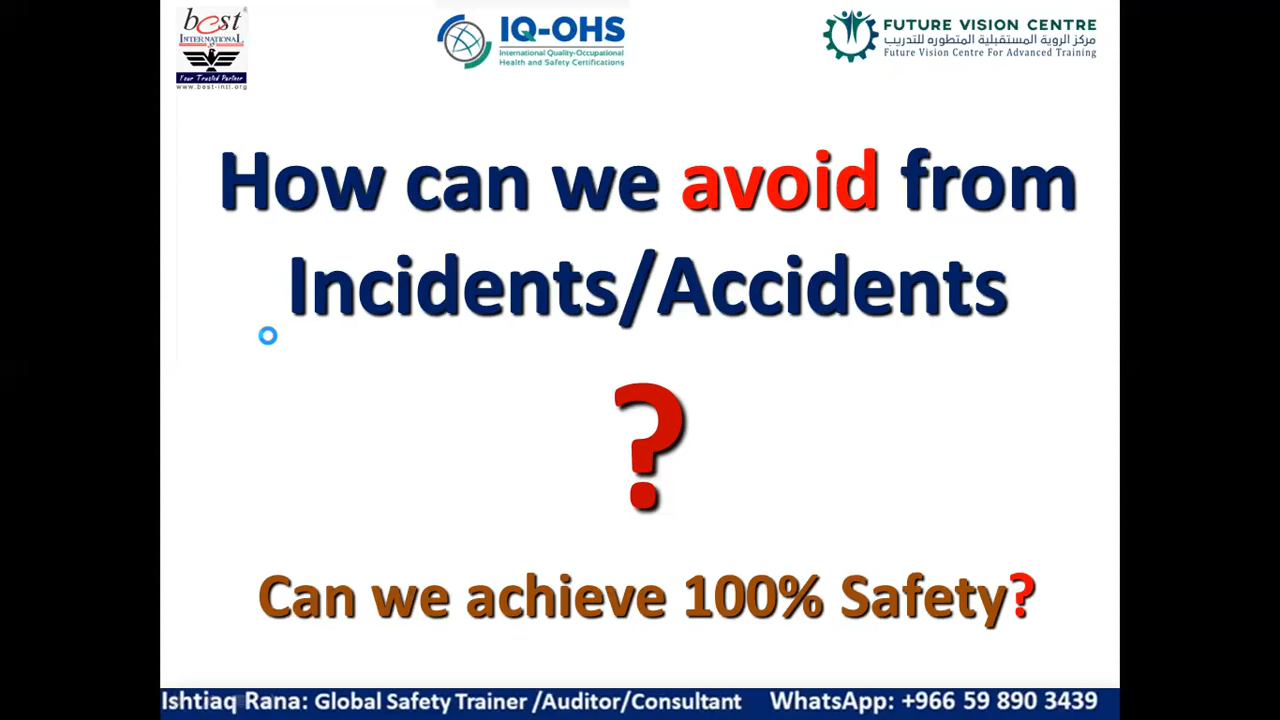 best
INTERNATIONAL
Your Trusted Partner
www.best-intl.org
IQ-OHS
International Quality-Occupational
Health and Safety Certifications
FUTURE VISION CENTRE
مركز الروية المستقبلية المتطوره للتدريب
Future Vision Centre For Advanced Training
How can we avoid from
Incidents/Accidents
?
Can we achieve 100% Safety?
Ishtiaq Rana: Global Safety Trainer /Auditor/Consultant WhatsApp: +966 59 890 3439